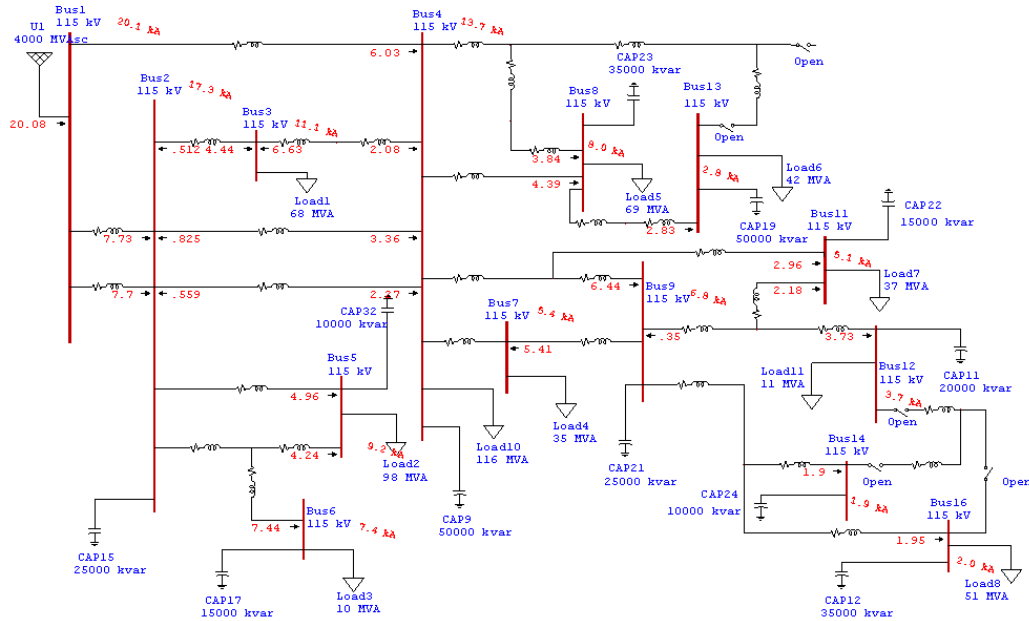 U1
4000 MVAsc
Bus1
115 kV
20.1 kA
20.08
Bus2
115 kV
17.3 kA
Bus3
115 kV
11.1 kA
.512
4.44
6.63
2.08
Load1
68 MVA
Bus4
115 kV
13.7 kA
6.03
7.73
.825
3.36
7.7
.559
2.27
CAP23
35000 kvar
Open
Bus8
115 kV
3.84
4.39
Load5
69 MVA
Bus13
115 kV
Open
2.8 kA
Load6
42 MVA
CAP19
50000 kvar
2.83
CAP22
15000 kvar
Bus11
115 kV
5.1 kA
2.96
2.18
Load7
37 MVA
CAP32
10000 kvar
Bus5
115 kV
4.96
4.24
9.2 kA
Load2
98 MVA
Bus7
115 kV
5.4 kA
5.41
Load4
35 MVA
Load10
116 MVA
CAP9
50000 kvar
6.44
Bus9
115 kV
6.8 kA
.35
CAP21
25000 kvar
3.73
Load11
11 MVA
Bus12
115 kV
3.7 kA
CAP11
20000 kvar
Open
Bus14
115 kV
1.9
Open
1.9 kA
CAP24
10000 kvar
Open
Bus16
115 kV
1.95
2.0 kA
Load8
51 MVA
CAP12
35000 kvar
CAP15
25000 kvar
Bus6
115 kV
7.44
7.4 kA
CAP17
15000 kvar
Load3
10 MVA